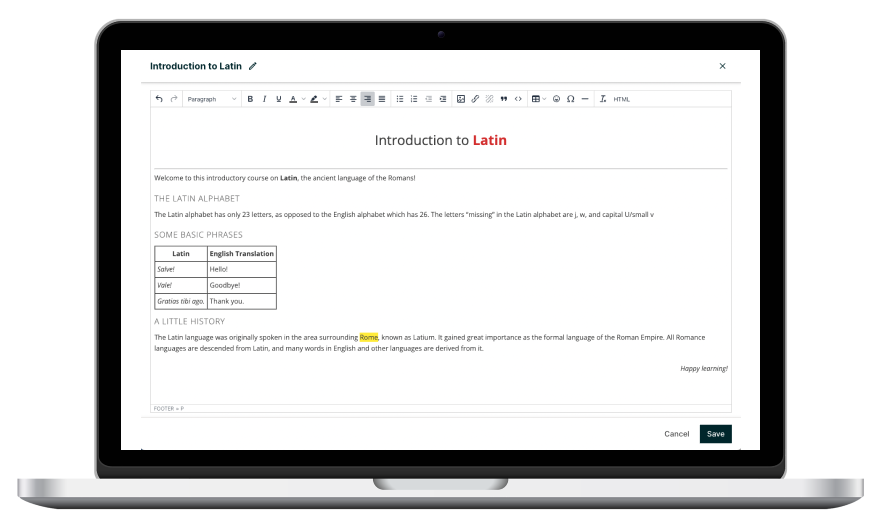 Introduction to Latin
Paragraph B I U A HTML
Introduction to Latin
Welcome to this introductory course on Latin, the ancient language of the Romans!
THE LATIN ALPHABET
The Latin alphabet has only 23 letters, as opposed to the English alphabet which has 26. The letters “missing” in the Latin alphabet are j, w, and capital U/small v
SOME BASIC PHRASES
Latin English Translation
Salve! Hello!
Vale! Goodbye!
Gratias tibi ago. Thank you.
A LITTLE HISTORY
The Latin language was originally spoken in the area surrounding Rome, known as Latium. It gained great importance as the formal language of the Roman Empire. All Romance
languages are descended from Latin, and many words in English and other languages are derived from it.
Happy learning!
FOOTER » P
Cancel Save